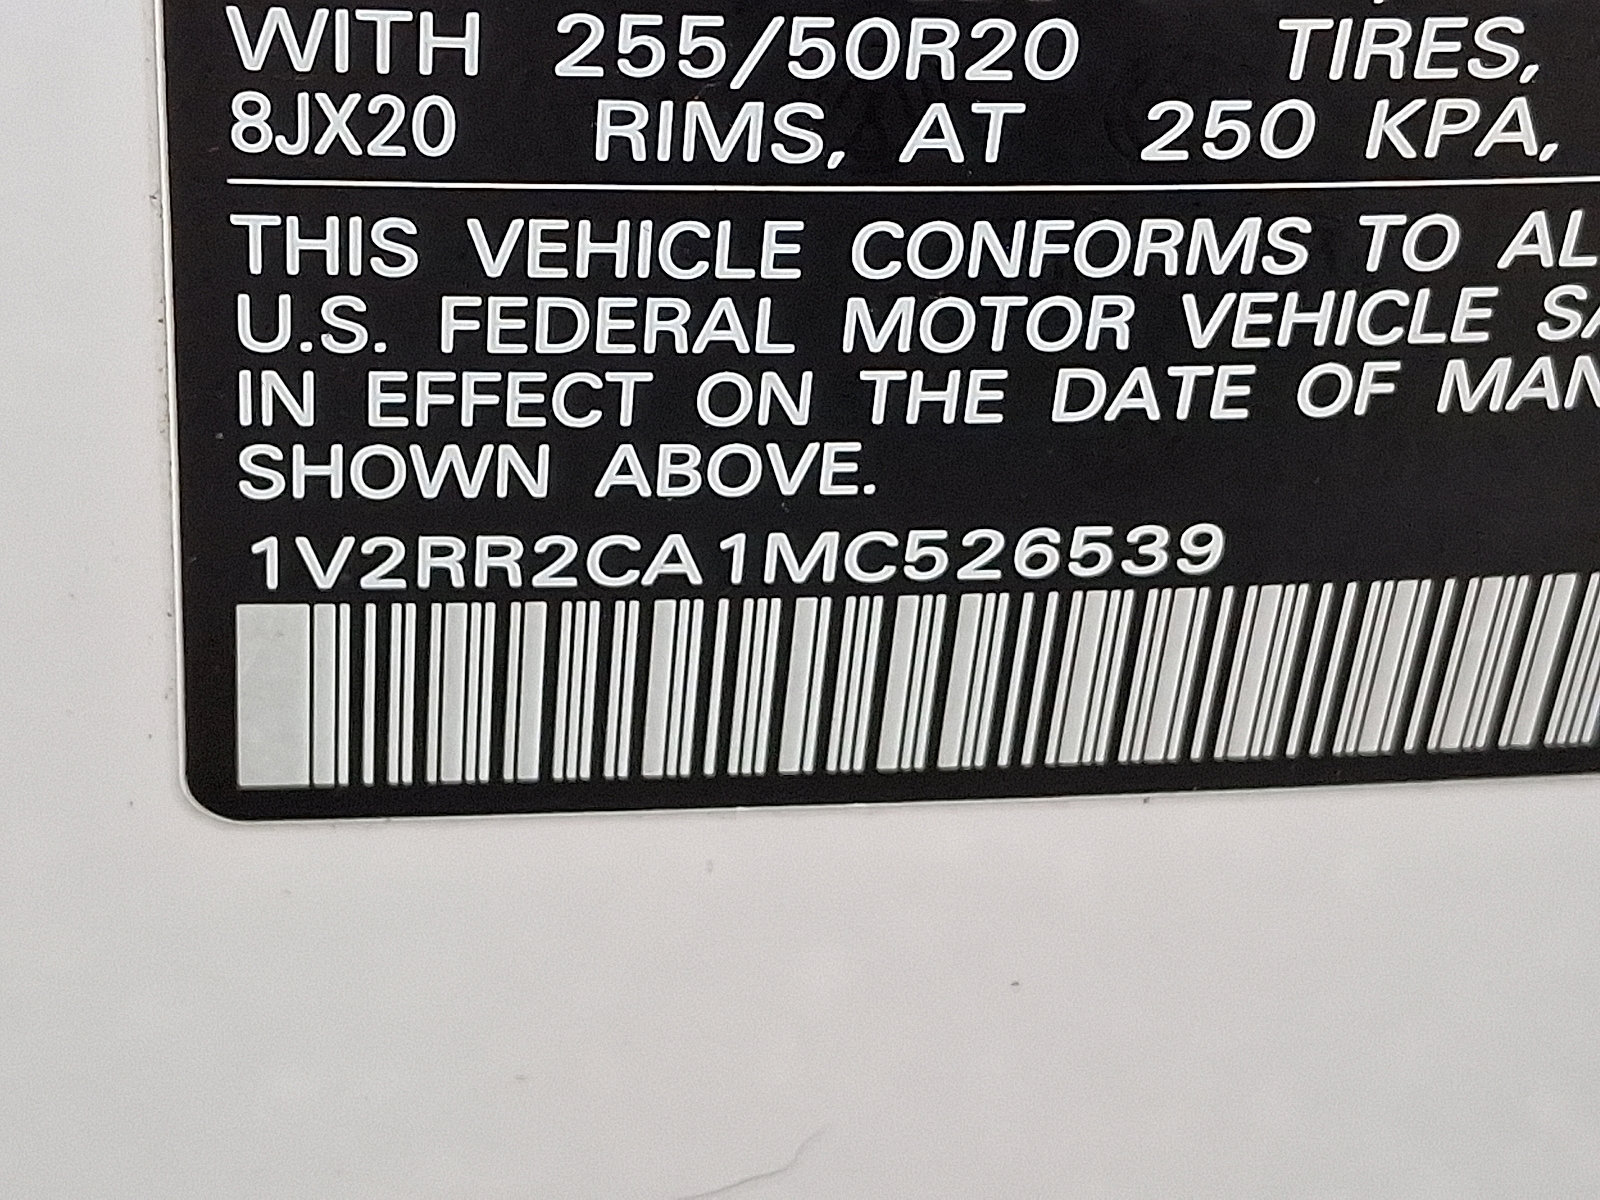 WITH 255/50R20 TIRES,
8JX20 RIMS, AT 250 KPA,
THIS VEHICLE CONFORMS TO
U.S. FEDERAL MOTOR VEHICLE
IN EFFECT ON THE DATE OF
SHOWN ABOVE.
1V2RR2CA1MC526539